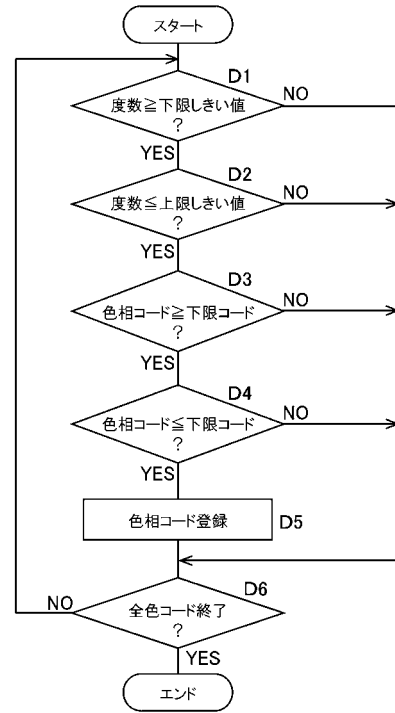 スタート
D1
度数≧下限しきい値
?
NO
YES
D2
度数≦上限しきい値
?
NO
YES
D3
色相コード≧下限コード
?
NO
YES
D4
色相コード≦下限コード
?
NO
YES
色相コード登録
D5
D6
NO
全色コード終了
?
YES
エンド